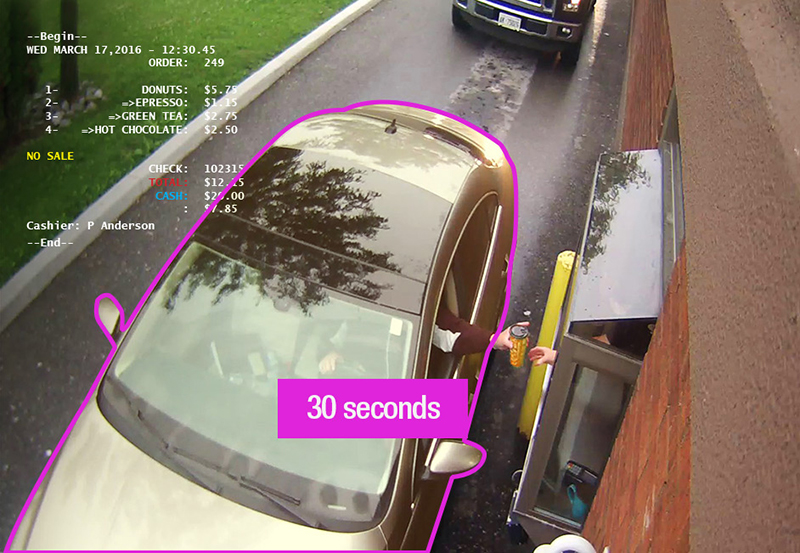 --Begin--
WED MARCH 17,2016 - 12:30.45
ORDER: 249
1- DONUTS: $5.75
2- =>EPRESSO: $1.15
3- =>GREEN TEA: $2.75
4- =>HOT CHOCOLATE: $2.50
NO SALE
CHECK: 102315
TOTAL: $12.15
CASH: $20.00
: $7.85
Cashier: P Anderson
--End--
30 seconds